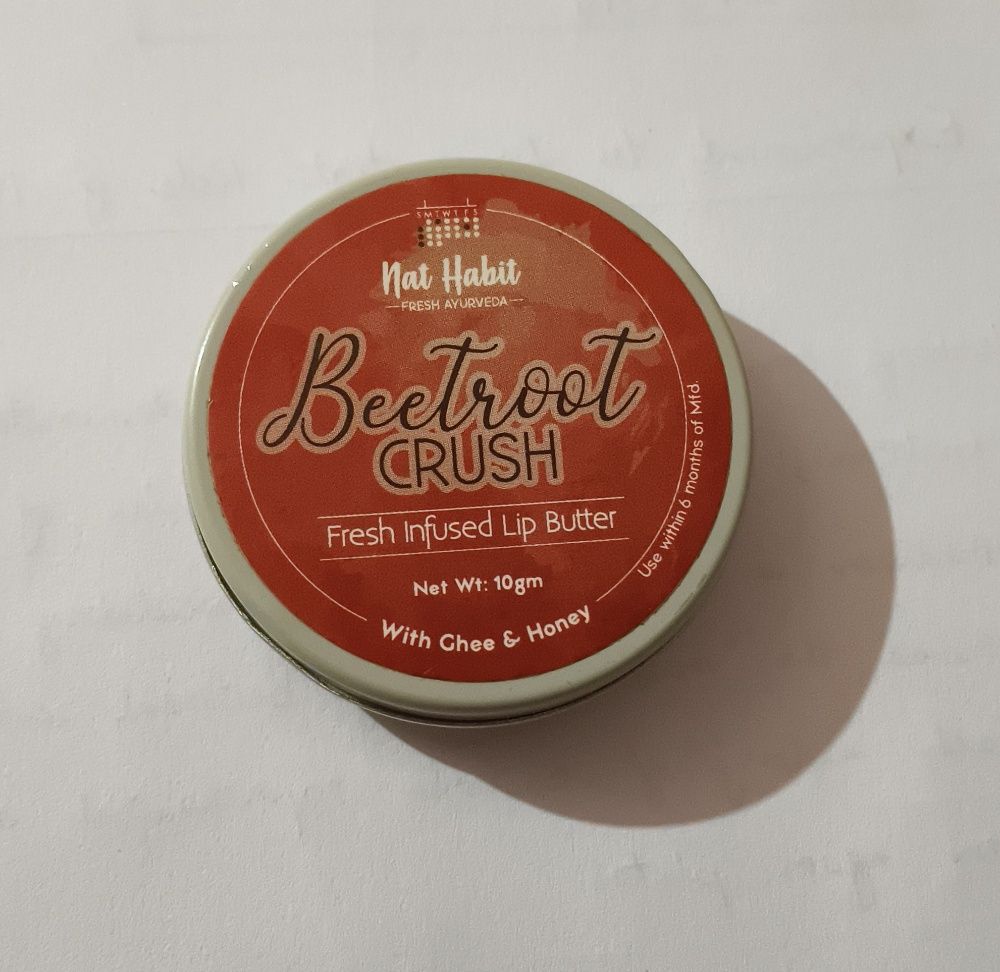 SMTWTFS
Nat Habit
FRESH AYURVEDA
Beetroot
CRUSH
Fresh Infused Lip Butter
Net Wt: 10gm
With Ghee & Honey
Use within 6 months of Mfd.